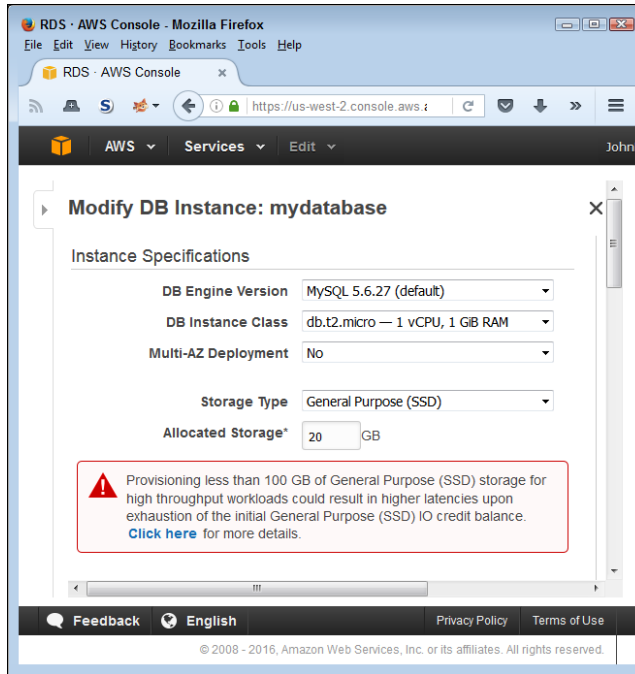 RDS · AWS Console - Mozilla Firefox
File Edit View History Bookmarks Tools Help
RDS · AWS Console ×
S) i https://us-west-2.console.aws.a »
AWS Services Edit John
Modify DB Instance: mydatabase ×
Instance Specifications
DB Engine Version MySQL 5.6.27 (default)
DB Instance Class db.t2.micro — 1 vCPU, 1 GiB RAM
Multi-AZ Deployment No
Storage Type General Purpose (SSD)
Allocated Storage* 20 GB
Provisioning less than 100 GB of General Purpose (SSD) storage for
high throughput workloads could result in higher latencies upon
exhaustion of the initial General Purpose (SSD) IO credit balance.
Click here for more details.
Feedback English Privacy Policy Terms of Use
© 2008 - 2016, Amazon Web Services, Inc. or its affiliates. All rights reserved.